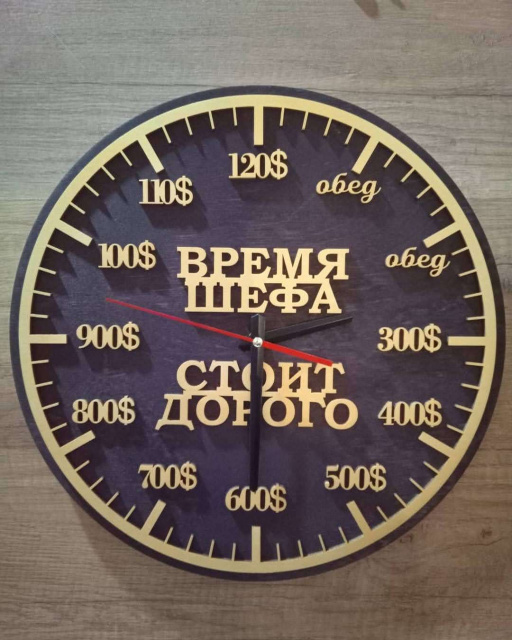 120$
110$
обед
100$
обед
ВРЕМЯ
ШЕФА
900$
300$
СТОИТ
ДОРОГО
800$
400$
700$
500$
600$